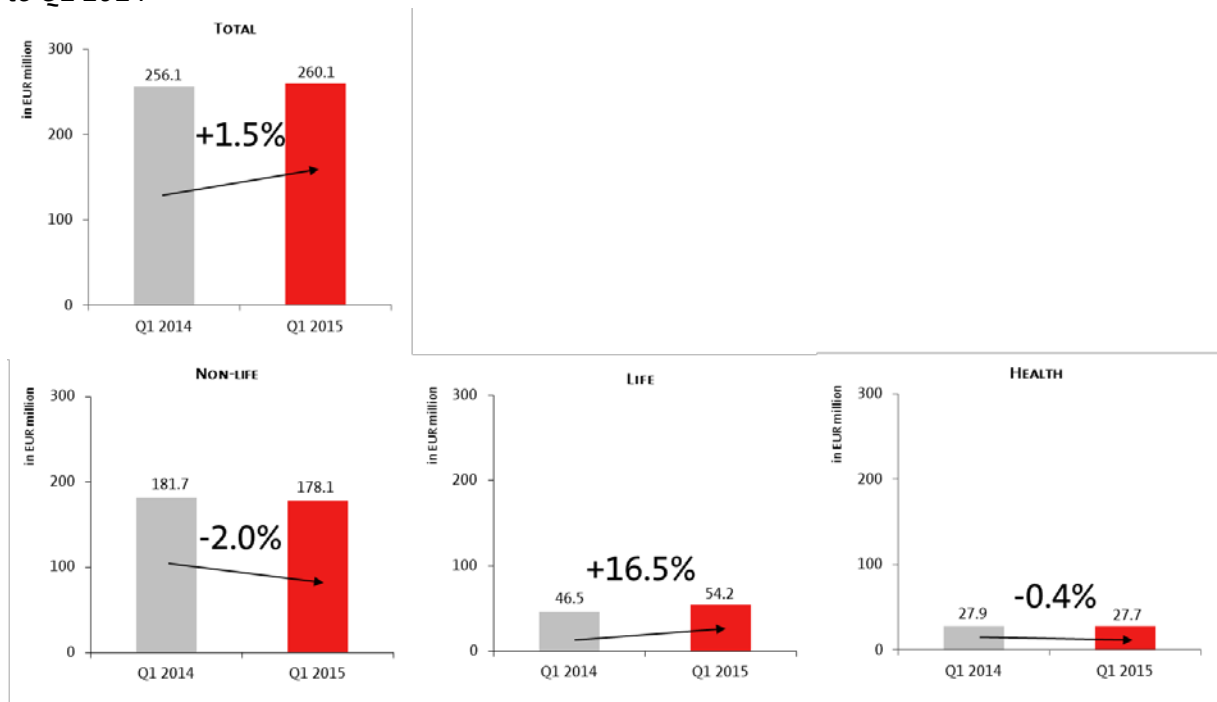 TOTAL
in EUR million
300
200
100
0
256.1
260.1
+1.5%
Q1 2014
Q1 2015
NON-LIFE
in EUR million
300
200
100
0
181.7
178.1
-2.0%
Q1 2014
Q1 2015
LIFE
in EUR million
300
200
100
0
46.5
54.2
+16.5%
Q1 2014
Q1 2015
HEALTH
in EUR million
300
200
100
0
27.9
27.7
-0.4%
Q1 2014
Q1 2015